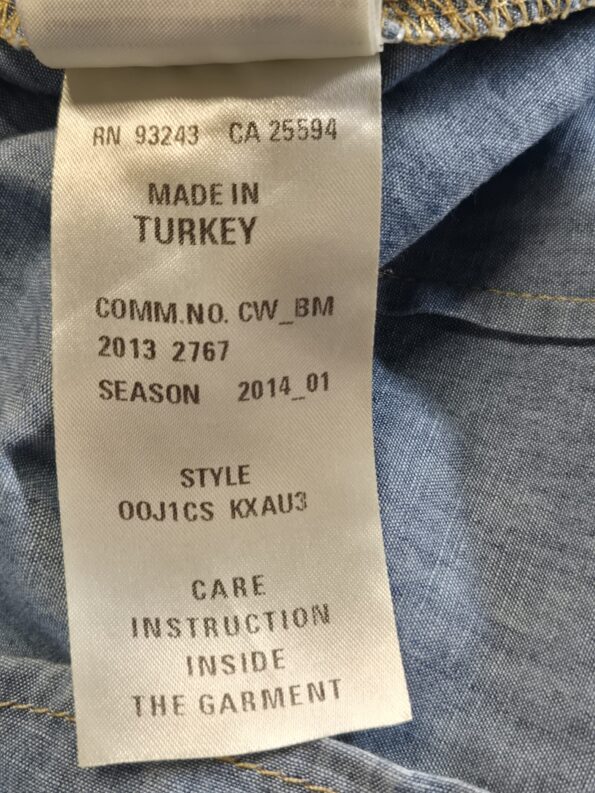 RN 93243 CA 25594
MADE IN
TURKEY
COMM.NO. CW_BM
2013 2767
SEASON 2014_01
STYLE
00J1CS KXAU3
CARE
INSTRUCTION
INSIDE
THE GARMENT